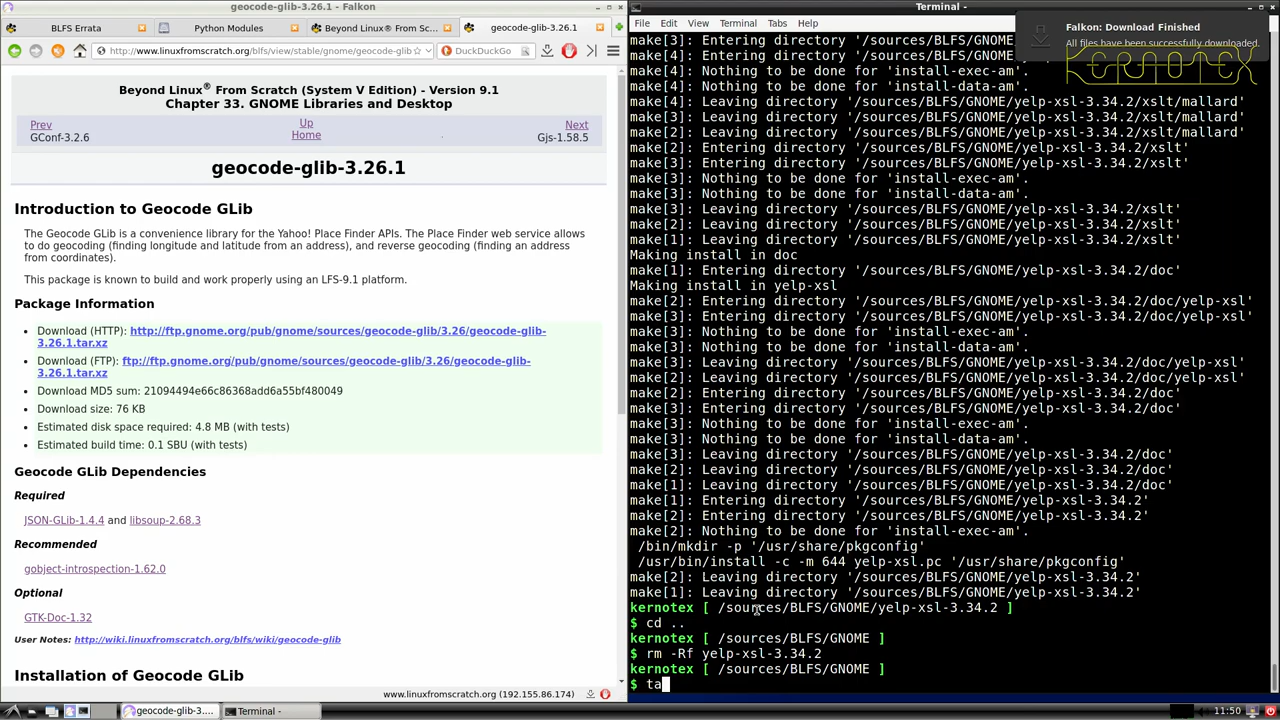 geocode-glib-3.26.1 - Falkon
BLFS Errata
Python Modules
Beyond Linux® From Sc...
geocode-glib-3.26.1
http://www.linuxfromscratch.org/blfs/view/stable/gnome/geocode-glib
DuckDuckGo
Beyond Linux® From Scratch (System V Edition) - Version 9.1
Chapter 33. GNOME Libraries and Desktop
Prev
Up
Next
GConf-3.2.6
Home
Gjs-1.58.5
geocode-glib-3.26.1
Introduction to Geocode GLib
The Geocode GLib is a convenience library for the Yahoo! Place Finder APIs. The Place Finder web service allows
to do geocoding (finding longitude and latitude from an address), and reverse geocoding (finding an address
from coordinates).
This package is known to build and work properly using an LFS-9.1 platform.
Package Information
Download (HTTP): http://ftp.gnome.org/pub/gnome/sources/geocode-glib/3.26/geocode-glib-
3.26.1.tar.xz
Download (FTP): ftp://ftp.gnome.org/pub/gnome/sources/geocode-glib/3.26/geocode-glib-
3.26.1.tar.xz
Download MD5 sum: 21094494e66c86368add6a55bf480049
Download size: 76 KB
Estimated disk space required: 4.8 MB (with tests)
Estimated build time: 0.1 SBU (with tests)
Geocode GLib Dependencies
Required
JSON-GLib-1.4.4 and libsoup-2.68.3
Recommended
gobject-introspection-1.62.0
Optional
GTK-Doc-1.32
User Notes: http://wiki.linuxfromscratch.org/blfs/wiki/geocode-glib
Installation of Geocode GLib
www.linuxfromscratch.org (192.155.86.174)
Terminal -
File Edit View Terminal Tabs Help
Falkon: Download Finished
All files have been successfully downloaded.
KERNOTEX
make[3]: Entering directory '/sources/BLFS/GNOME/
make[4]: Entering directory '/sources/BLFS/GNOME/
make[4]: Nothing to be done for 'install-exec-am'
make[4]: Nothing to be done for 'install-data-am'.
make[4]: Leaving directory '/sources/BLFS/GNOME/yelp-xsl-3.34.2/xslt/mallard'
make[3]: Leaving directory '/sources/BLFS/GNOME/yelp-xsl-3.34.2/xslt/mallard'
make[2]: Leaving directory '/sources/BLFS/GNOME/yelp-xsl-3.34.2/xslt/mallard'
make[2]: Entering directory '/sources/BLFS/GNOME/yelp-xsl-3.34.2/xslt'
make[3]: Entering directory '/sources/BLFS/GNOME/yelp-xsl-3.34.2/xslt'
make[3]: Nothing to be done for 'install-exec-am'.
make[3]: Nothing to be done for 'install-data-am'.
make[3]: Leaving directory '/sources/BLFS/GNOME/yelp-xsl-3.34.2/xslt'
make[2]: Leaving directory '/sources/BLFS/GNOME/yelp-xsl-3.34.2/xslt'
make[1]: Leaving directory '/sources/BLFS/GNOME/yelp-xsl-3.34.2/xslt'
Making install in doc
make[1]: Entering directory '/sources/BLFS/GNOME/yelp-xsl-3.34.2/doc'
Making install in yelp-xsl
make[2]: Entering directory '/sources/BLFS/GNOME/yelp-xsl-3.34.2/doc/yelp-xsl'
make[3]: Entering directory '/sources/BLFS/GNOME/yelp-xsl-3.34.2/doc/yelp-xsl'
make[3]: Nothing to be done for 'install-exec-am'.
make[3]: Nothing to be done for 'install-data-am'.
make[3]: Leaving directory '/sources/BLFS/GNOME/yelp-xsl-3.34.2/doc/yelp-xsl'
make[2]: Leaving directory '/sources/BLFS/GNOME/yelp-xsl-3.34.2/doc/yelp-xsl'
make[2]: Entering directory '/sources/BLFS/GNOME/yelp-xsl-3.34.2/doc'
make[3]: Entering directory '/sources/BLFS/GNOME/yelp-xsl-3.34.2/doc'
make[3]: Nothing to be done for 'install-exec-am'.
make[3]: Nothing to be done for 'install-data-am'.
make[3]: Leaving directory '/sources/BLFS/GNOME/yelp-xsl-3.34.2/doc'
make[2]: Leaving directory '/sources/BLFS/GNOME/yelp-xsl-3.34.2/doc'
make[1]: Leaving directory '/sources/BLFS/GNOME/yelp-xsl-3.34.2/doc'
make[1]: Entering directory '/sources/BLFS/GNOME/yelp-xsl-3.34.2'
make[2]: Entering directory '/sources/BLFS/GNOME/yelp-xsl-3.34.2'
make[2]: Nothing to be done for 'install-exec-am'.
/bin/mkdir -p '/usr/share/pkgconfig'
/usr/bin/install -c -m 644 yelp-xsl.pc '/usr/share/pkgconfig'
make[2]: Leaving directory '/sources/BLFS/GNOME/yelp-xsl-3.34.2'
make[1]: Leaving directory '/sources/BLFS/GNOME/yelp-xsl-3.34.2'
kernotex [ /sources/BLFS/GNOME/yelp-xsl-3.34.2 ]
$ cd ..
kernotex [ /sources/BLFS/GNOME ]
$ rm -Rf yelp-xsl-3.34.2
kernotex [ /sources/BLFS/GNOME ]
$ ta
geocode-glib-3....
Terminal -
11:50